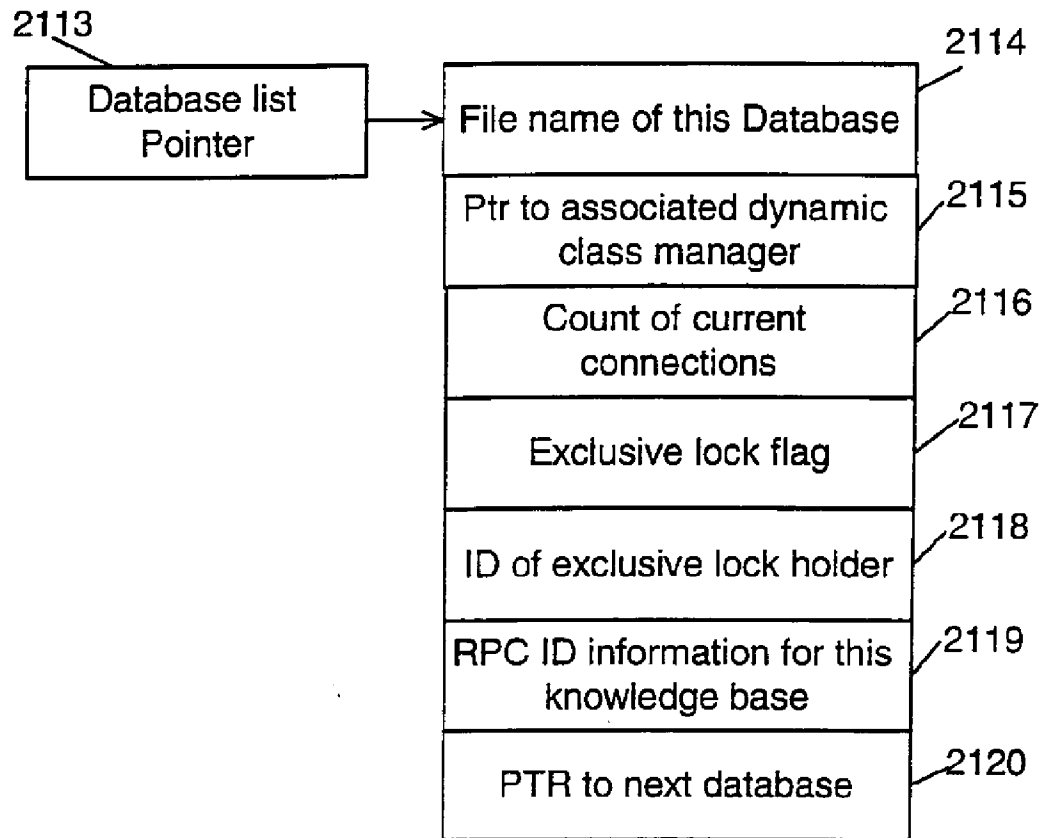 2113
Database list
Pointer
2114
File name of this Database
2115
Ptr to associated dynamic
class manager
2116
Count of current
connections
2117
Exclusive lock flag
2118
ID of exclusive lock holder
2119
RPC ID information for this
knowledge base
2120
PTR to next database